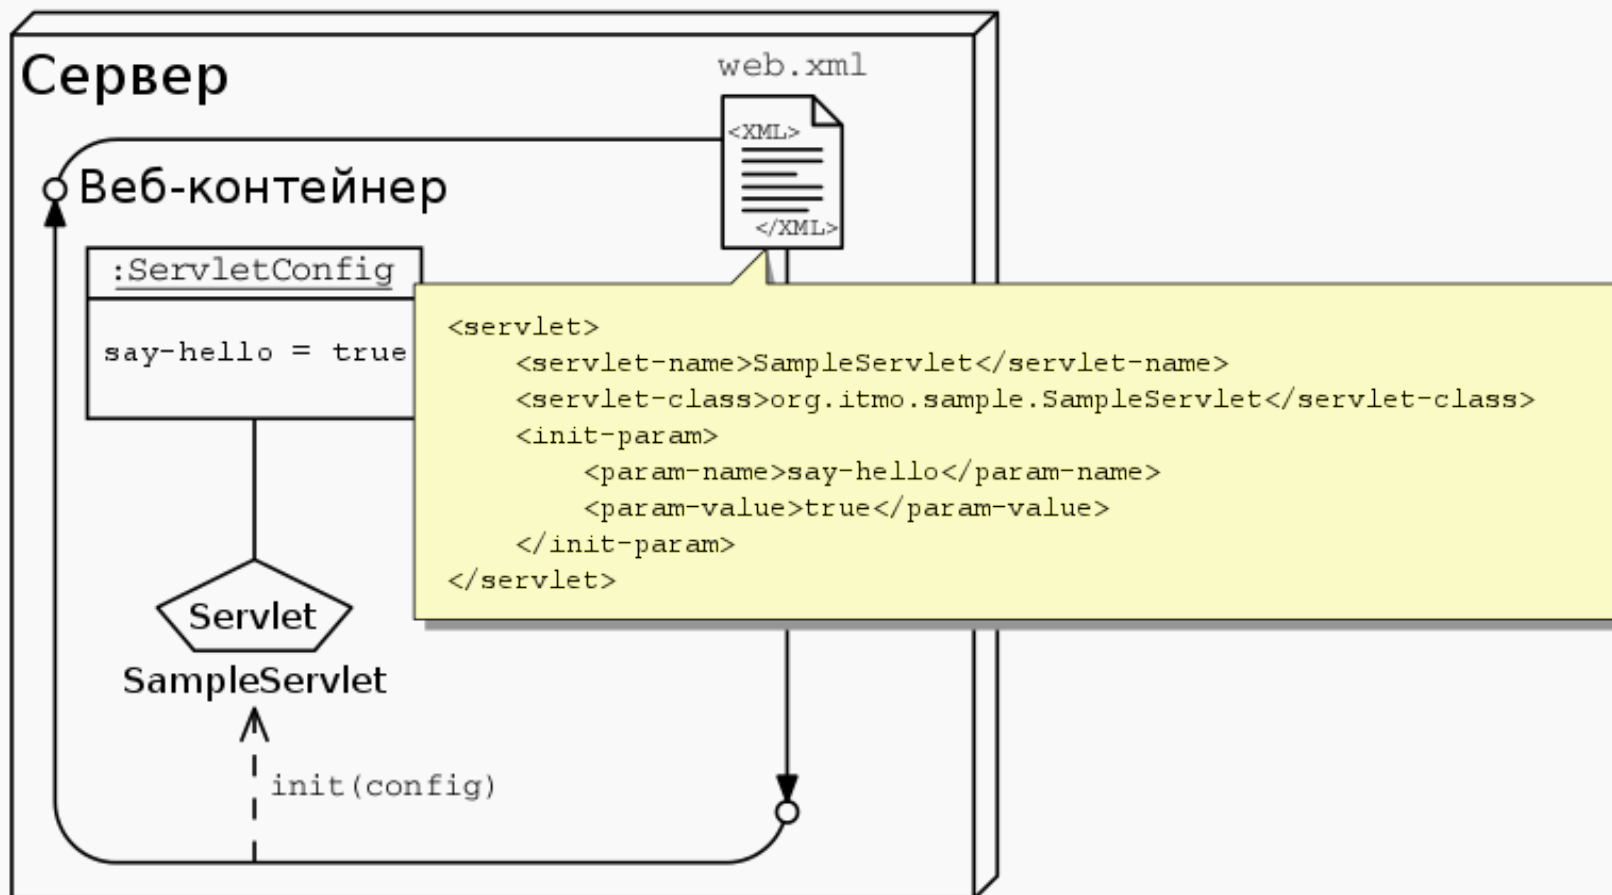 Сервер
web.xml
<XML>
</XML>
Веб-контейнер
:ServletConfig
say-hello = true
<servlet>
    <servlet-name>SampleServlet</servlet-name>
    <servlet-class>org.itmo.sample.SampleServlet</servlet-class>
    <init-param>
        <param-name>say-hello</param-name>
        <param-value>true</param-value>
    </init-param>
</servlet>
Servlet
SampleServlet
init(config)